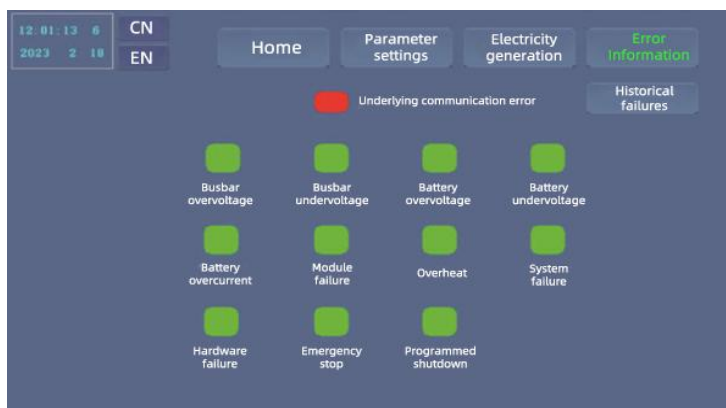 12:01:13 6
CN
2023 2 18
EN
Home
Parameter
settings
Electricity
generation
Error
Information
Historical
failures
Underlying communication error
Busbar
overvoltage
Busbar
undervoltage
Battery
overvoltage
Battery
undervoltage
Battery
overcurrent
Module
failure
Overheat
System
failure
Hardware
failure
Emergency
stop
Programmed
shutdown